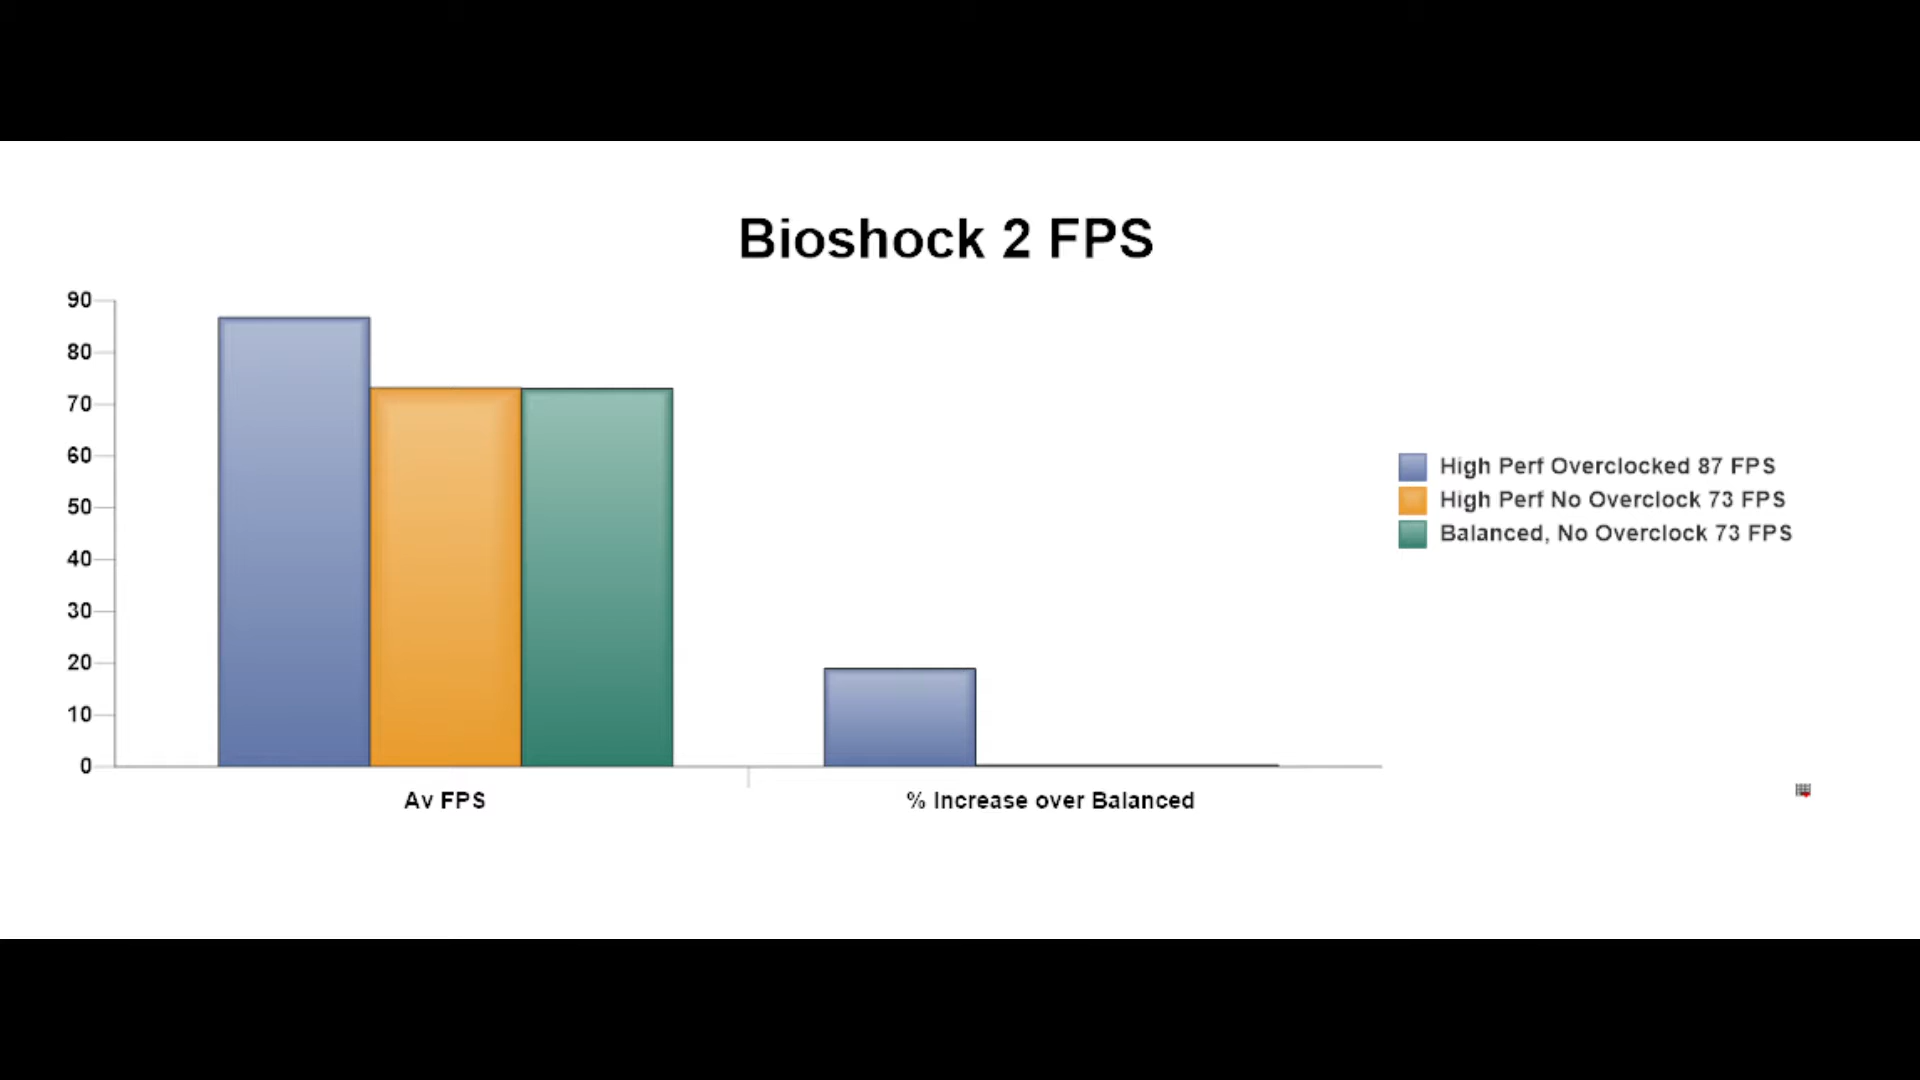 Bioshock 2 FPS
90
80
70
60
50
40
30
20
10
0
Av FPS
% Increase over Balanced
High Perf Overclocked 87 FPS
High Perf No Overclock 73 FPS
Balanced, No Overclock 73 FPS